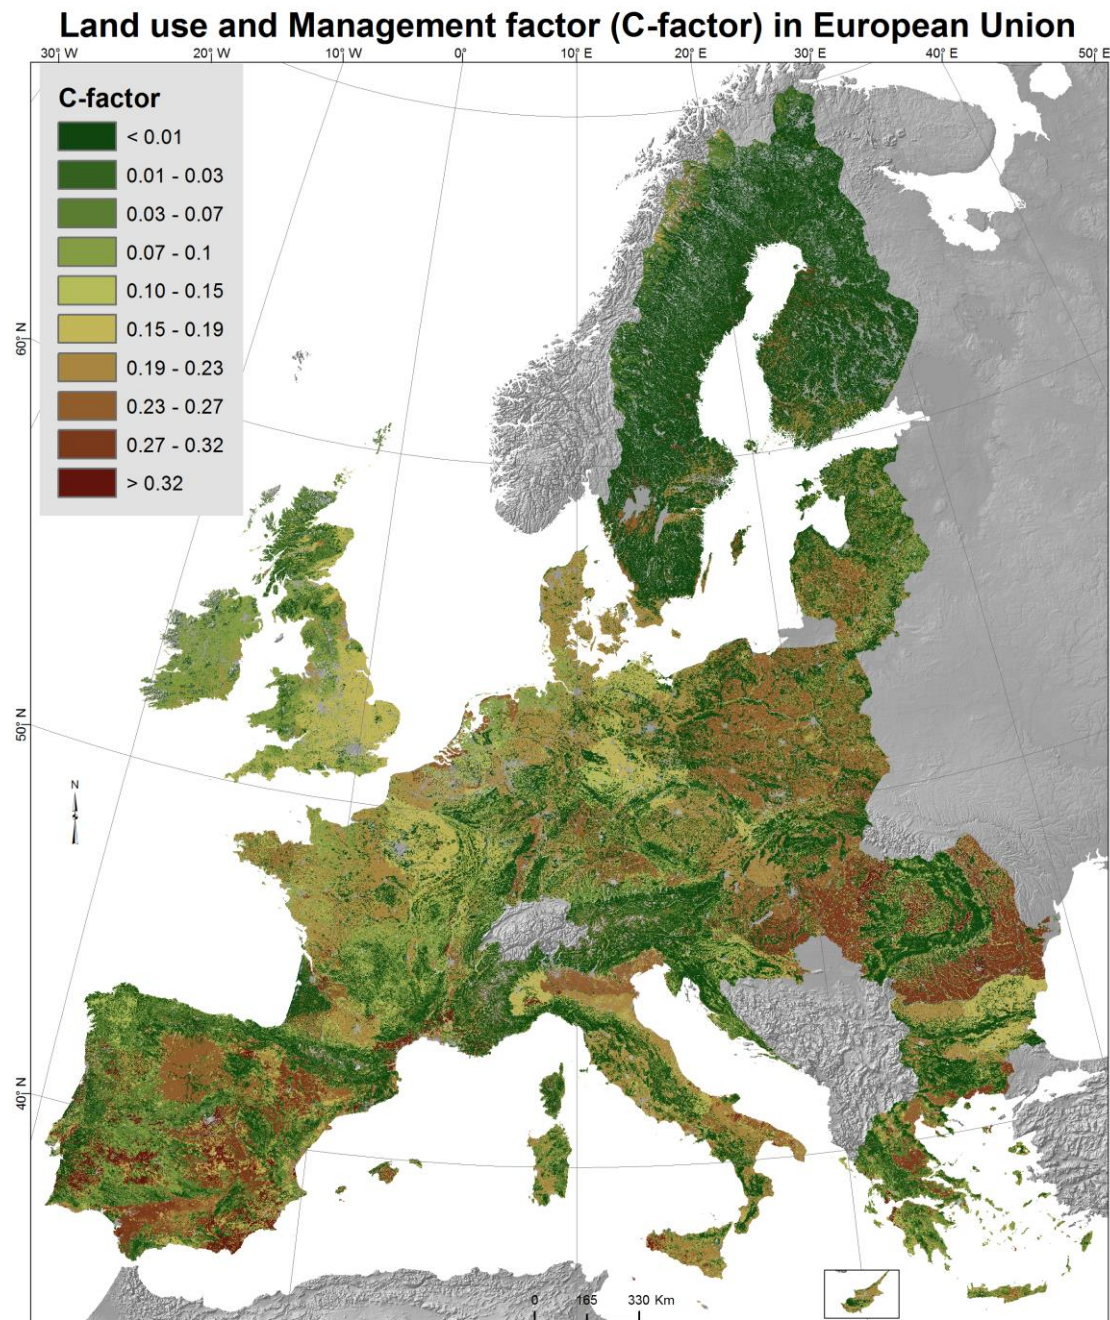 Land use and Management factor (C-factor) in European Union
30° W 20° W 10° W 0° 10° E 20° E 30° E 40° E 50° E
C-factor
< 0.01
0.01 - 0.03
0.03 - 0.07
0.07 - 0.1
0.10 - 0.15
0.15 - 0.19
0.19 - 0.23
0.23 - 0.27
0.27 - 0.32
> 0.32
60° N
50° N
N
40° N
0 165 330 Km